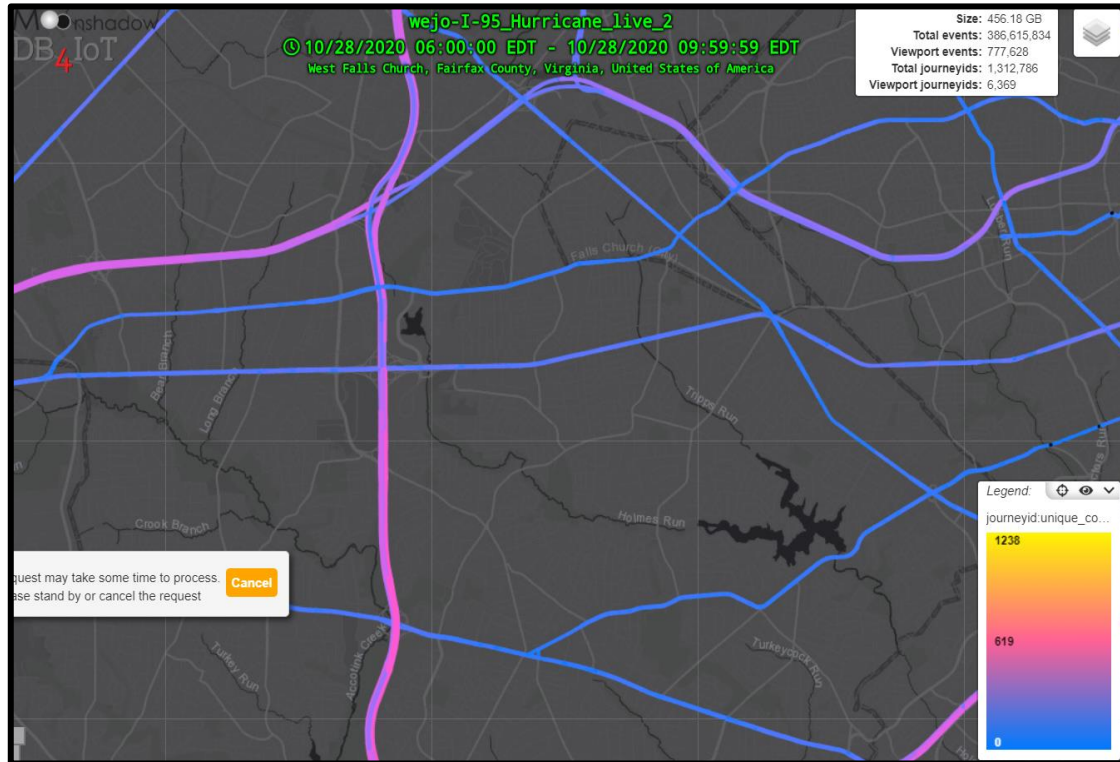 Moonshadow
DB4IoT
wejo-I-95_Hurricane_live_2
10/28/2020 06:00:00 EDT - 10/28/2020 09:59:59 EDT
West Falls Church, Fairfax County, Virginia, United States of America
Size: 456.18 GB
Total events: 386,615,834
Viewport events: 777,628
Total journeyids: 1,312,786
Viewport journeyids: 6,369
Falls Church (City)
Bear Branch
Long Branch
Tripps Run
Crook Branch
Holmes Run
Accotink Creek
Turkey Run
Turkeycock Run
Legend:
journeyid:unique_co...
1238
619
0
quest may take some time to process.
ase stand by or cancel the request
Cancel